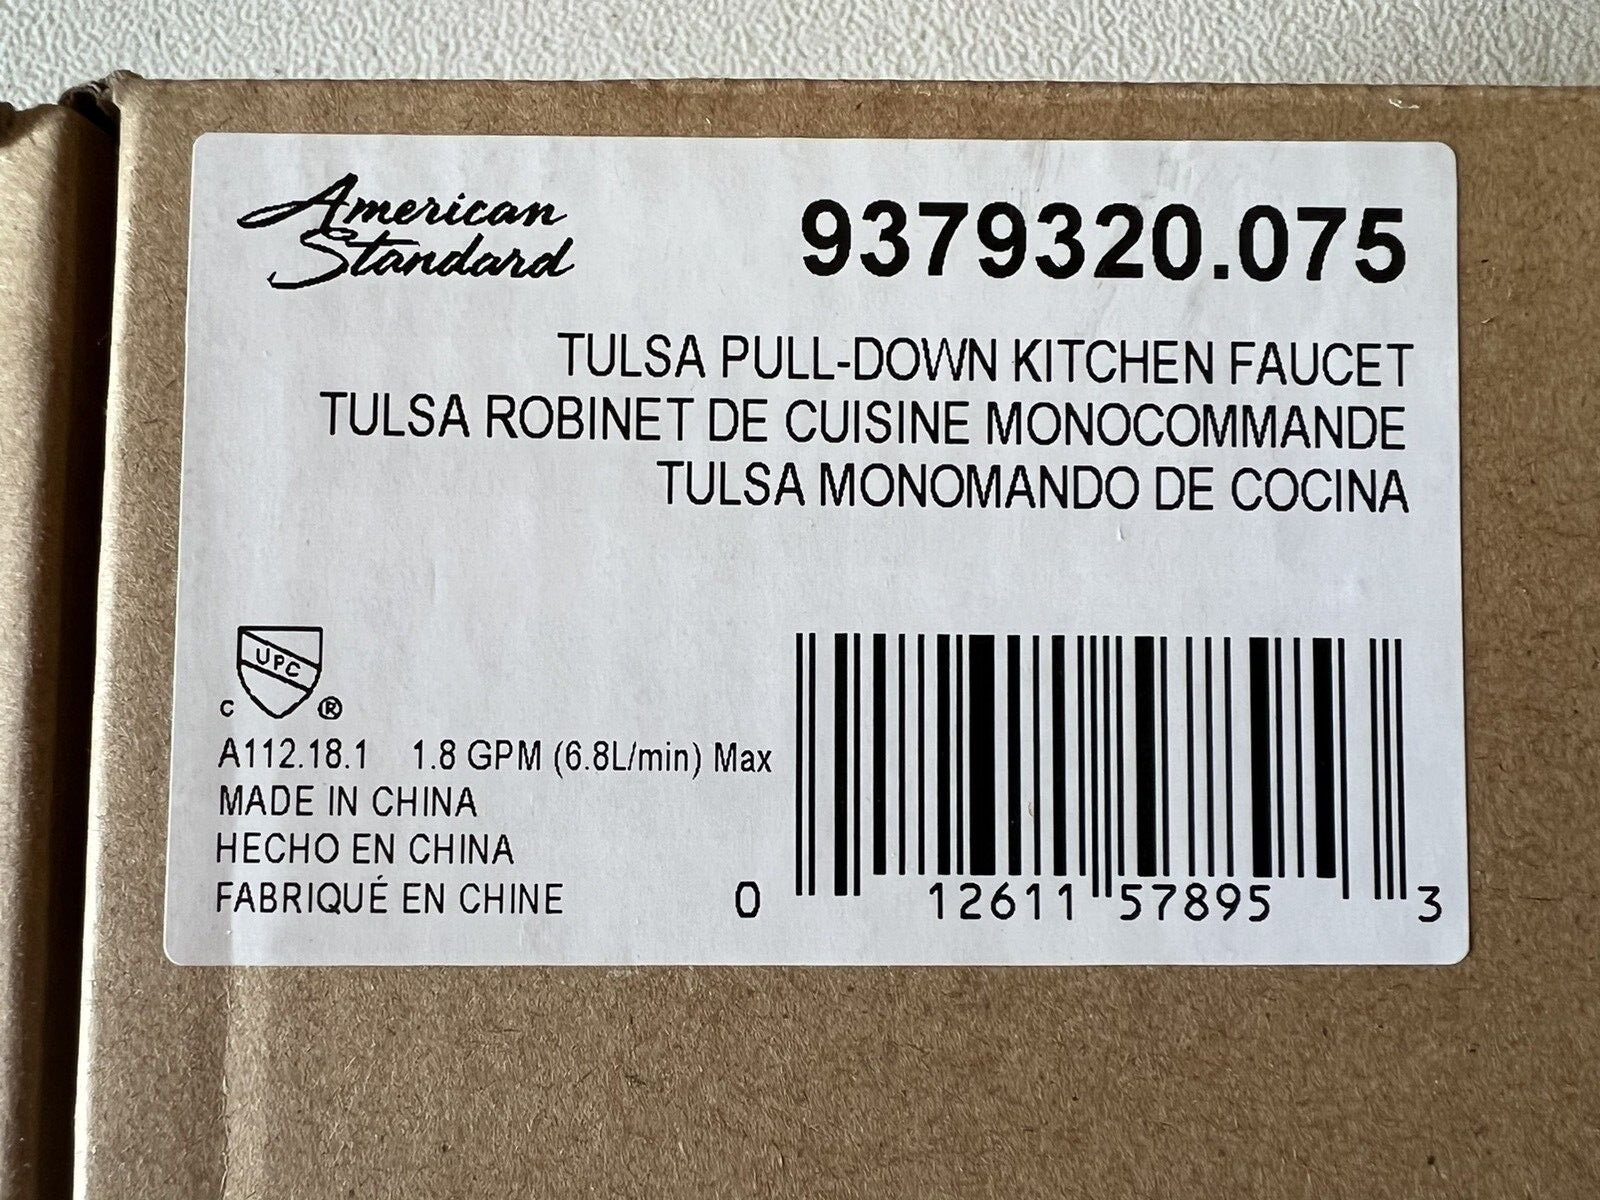 American
Standard
9379320.075
TULSA PULL-DOWN KITCHEN FAUCET
TULSA ROBINET DE CUISINE MONOCOMMANDE
TULSA MONOMANDO DE COCINA
UPC
C ®
A112.18.1 1.8 GPM (6.8L/min) Max
MADE IN CHINA
HECHO EN CHINA
FABRIQUÉ EN CHINE
0 12611 57895 3